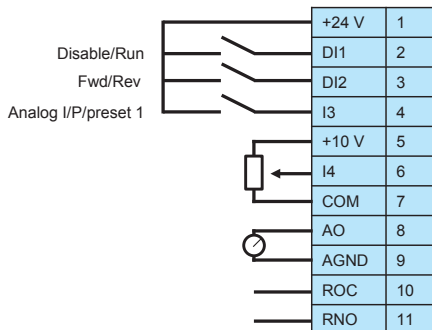 +24 V 1
Disable/Run DI1 2
Fwd/Rev DI2 3
Analog I/P/preset 1 I3 4
+10 V 5
I4 6
COM 7
AO 8
AGND 9
ROC 10
RNO 11